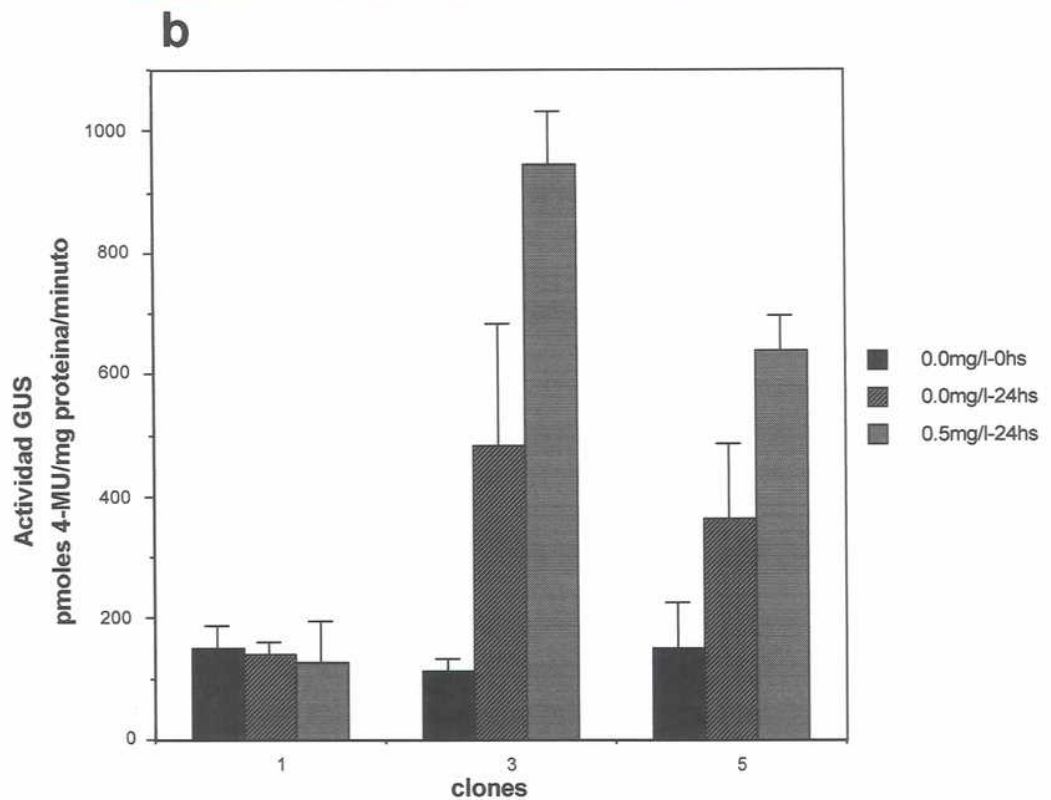 b
1000
800
600
400
200
0
Actividad GUS
pmoles 4-MU/mg proteina/minuto
1 3 5
clones
0.0mg/l-0hs
0.0mg/l-24hs
0.5mg/l-24hs